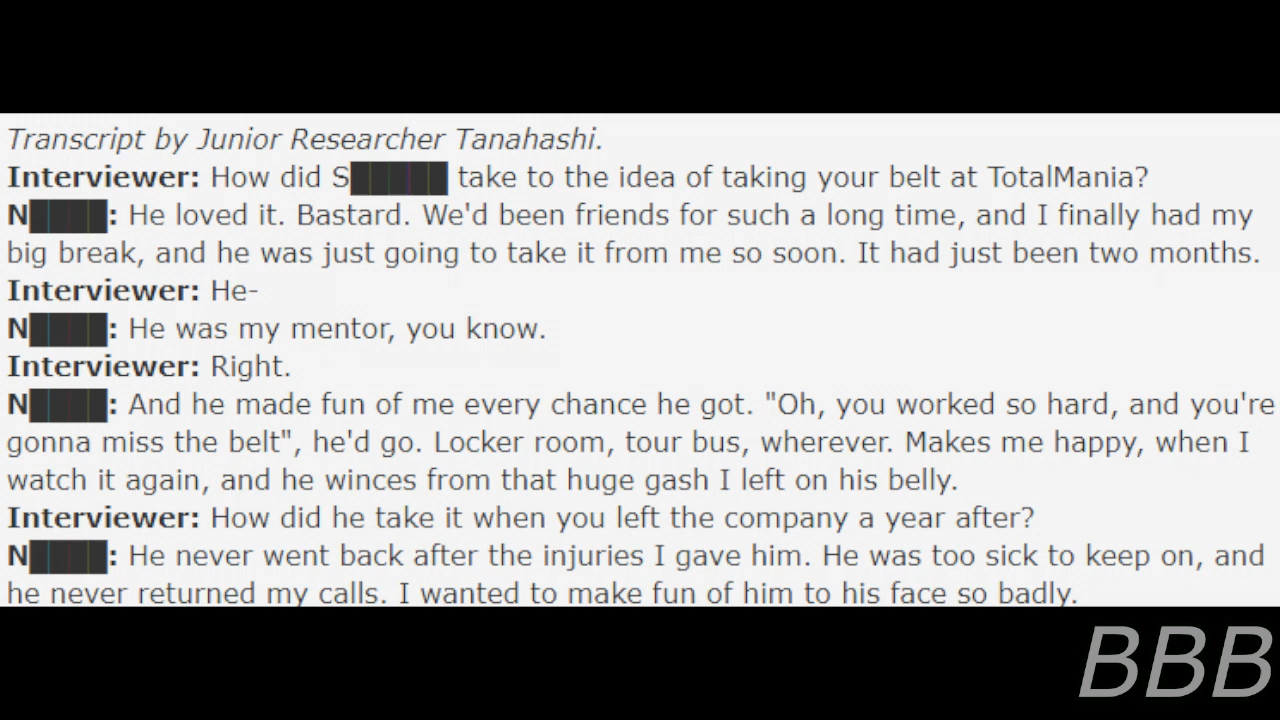 Transcript by Junior Researcher Tanahashi.
Interviewer: How did S█████ take to the idea of taking your belt at TotalMania?
N████: He loved it. Bastard. We'd been friends for such a long time, and I finally had my
big break, and he was just going to take it from me so soon. It had just been two months.
Interviewer: He-
N████: He was my mentor, you know.
Interviewer: Right.
N████: And he made fun of me every chance he got. "Oh, you worked so hard, and you're
gonna miss the belt", he'd go. Locker room, tour bus, wherever. Makes me happy, when I
watch it again, and he winces from that huge gash I left on his belly.
Interviewer: How did he take it when you left the company a year after?
N████: He never went back after the injuries I gave him. He was too sick to keep on, and
he never returned my calls. I wanted to make fun of him to his face so badly.
BBB